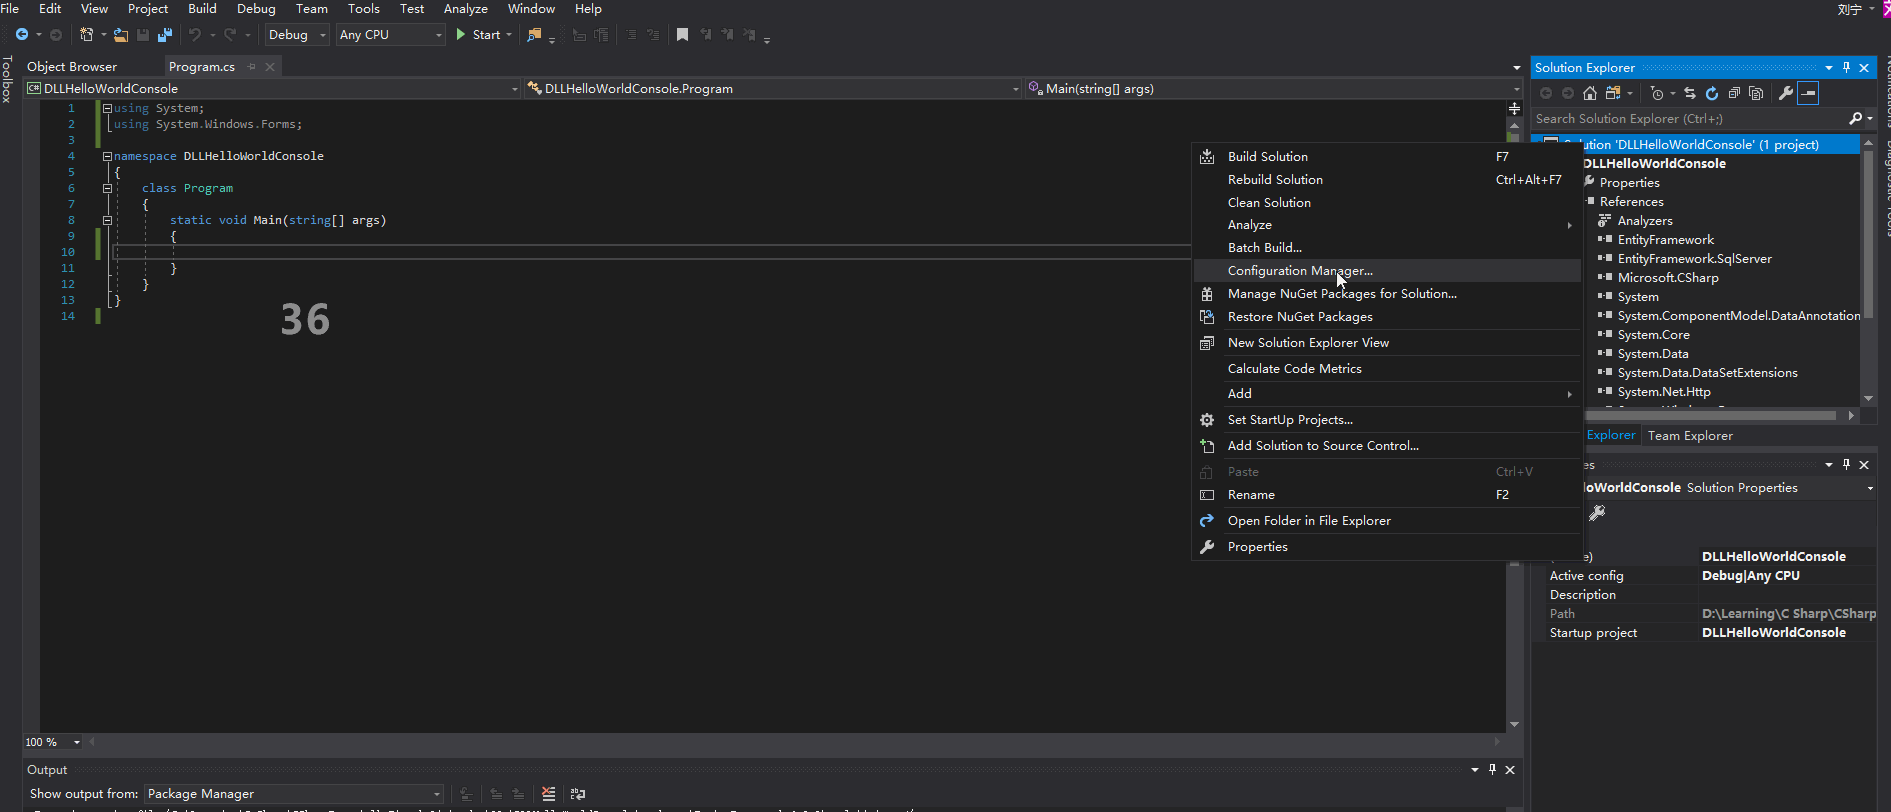 File Edit View Project Build Debug Team Tools Test Analyze Window Help
刘宁
Debug Any CPU Start
Toolbox
Object Browser Program.cs
DLLHelloWorldConsole DLLHelloWorldConsole.Program Main(string[] args)
1 using System;
2 using System.Windows.Forms;
3
4 namespace DLLHelloWorldConsole
5 {
6 class Program
7 {
8 static void Main(string[] args)
9 {
10
11 }
12 }
13 }
14
36
Build Solution F7
Rebuild Solution Ctrl+Alt+F7
Clean Solution
Analyze
Batch Build...
Configuration Manager...
Manage NuGet Packages for Solution...
Restore NuGet Packages
New Solution Explorer View
Calculate Code Metrics
Add
Set StartUp Projects...
Add Solution to Source Control...
Paste Ctrl+V
Rename F2
Open Folder in File Explorer
Properties
Solution Explorer
Search Solution Explorer (Ctrl+;)
Solution 'DLLHelloWorldConsole' (1 project)
DLLHelloWorldConsole
Properties
References
Analyzers
EntityFramework
EntityFramework.SqlServer
Microsoft.CSharp
System
System.ComponentModel.DataAnnotation
System.Core
System.Data
System.Data.DataSetExtensions
System.Net.Http
Explorer Team Explorer
es
loWorldConsole Solution Properties
DLLHelloWorldConsole
Active config Debug|Any CPU
Description
Path D:\Learning\C Sharp\CSharp
Startup project DLLHelloWorldConsole
100 %
Output
Show output from: Package Manager